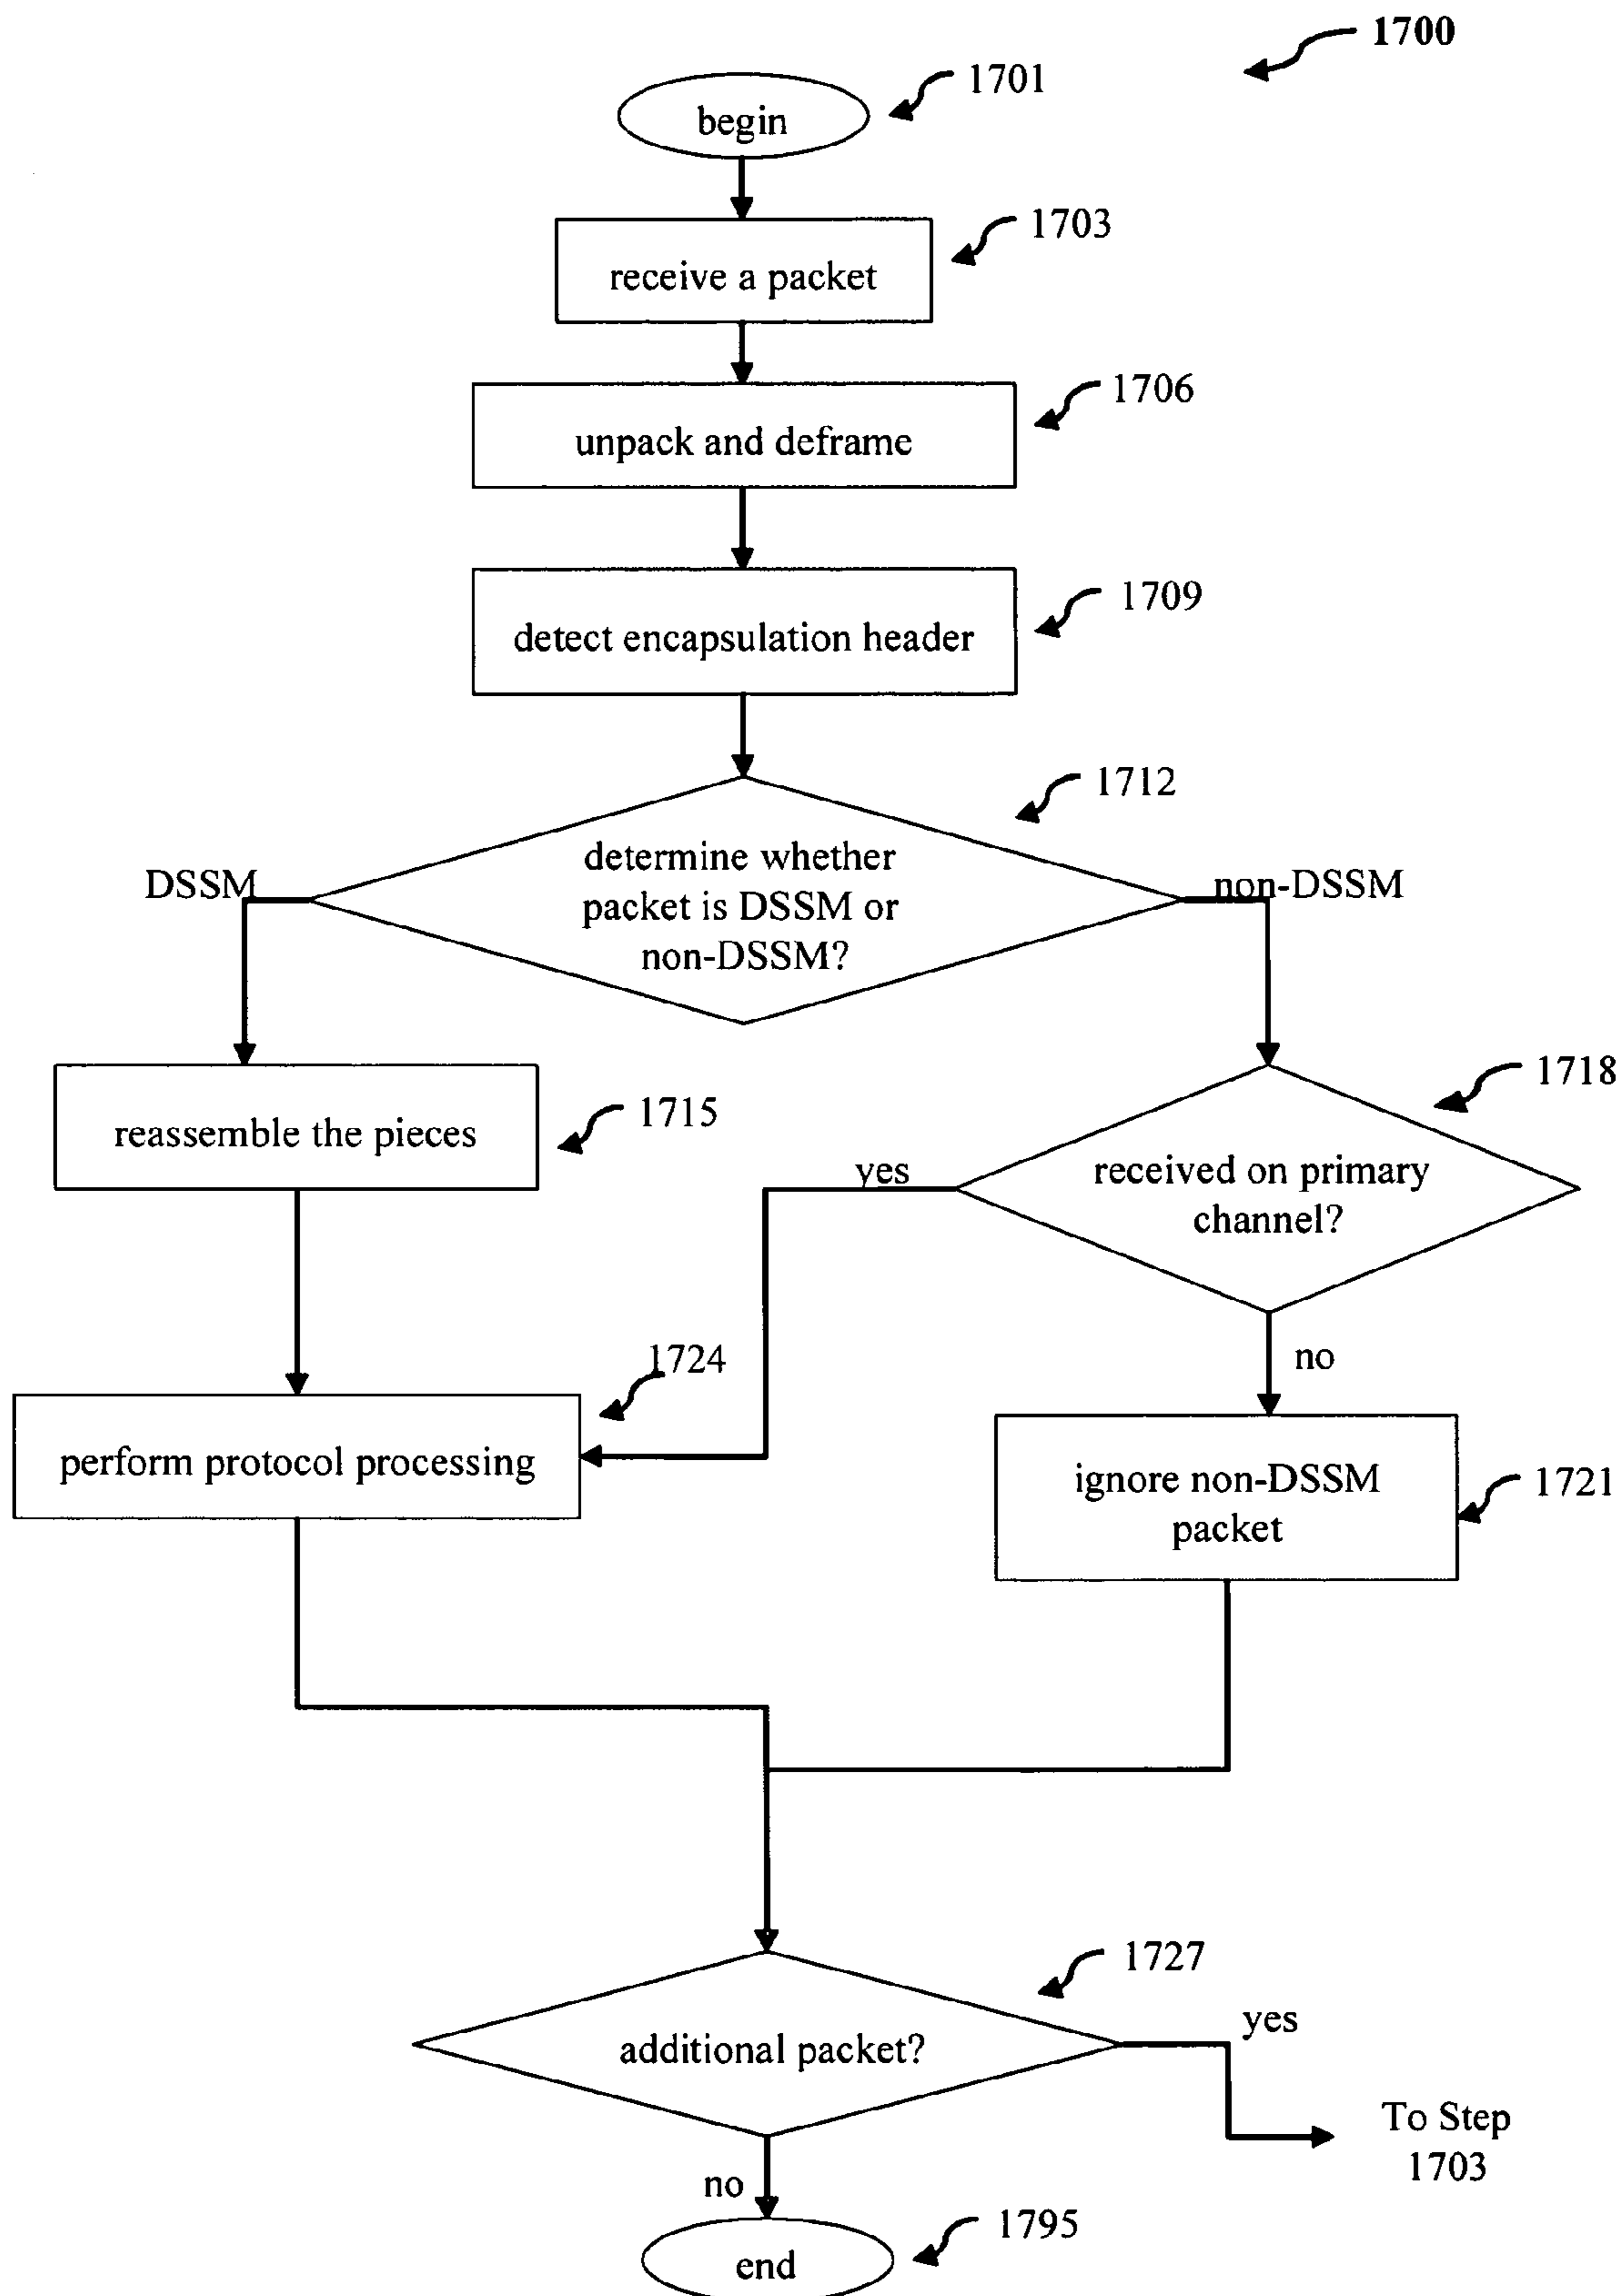 1700
1701
begin
1703
receive a packet
1706
unpack and deframe
1709
detect encapsulation header
1712
determine whether
packet is DSSM or
non-DSSM?
DSSM
non-DSSM
1718
1715
reassemble the pieces
received on primary
channel?
yes
no
1724
perform protocol processing
ignore non-DSSM
packet
1721
1727
additional packet?
yes
To Step
1703
no
1795
end